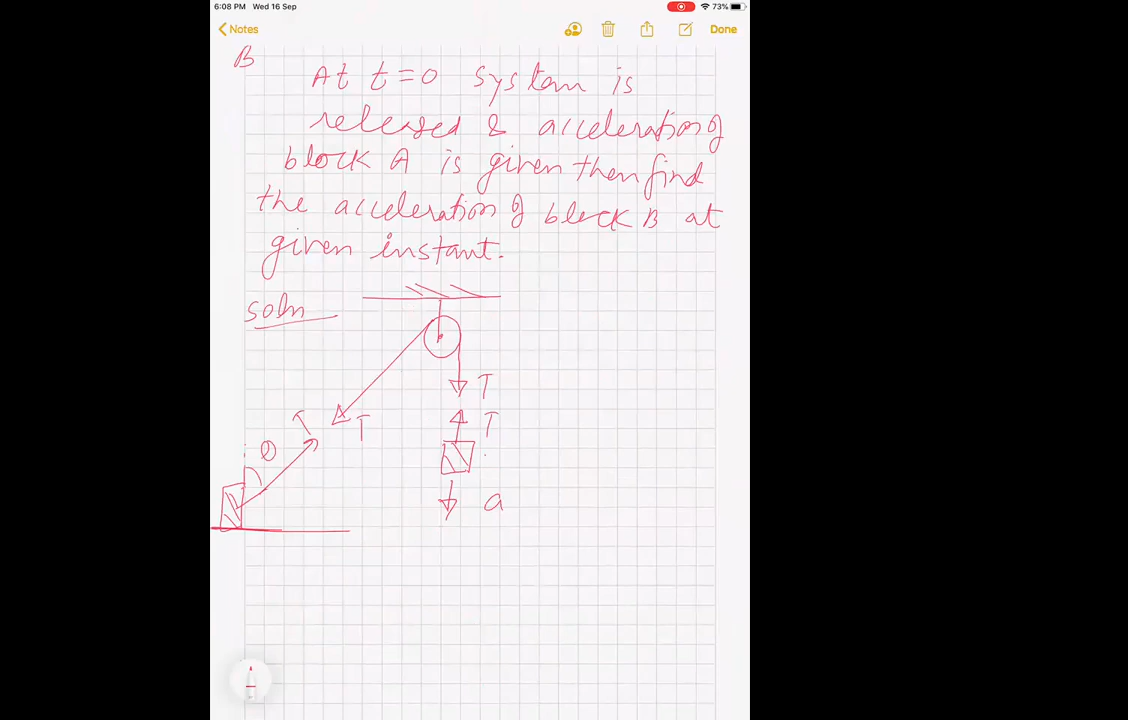 6:08 PM Wed 16 Sep
73%
Notes
Done
B
At t=0 system is
released & acceleration of
block A is given then find
the acceleration of block B at
given instant.
soln
T
T
T
T
θ
a